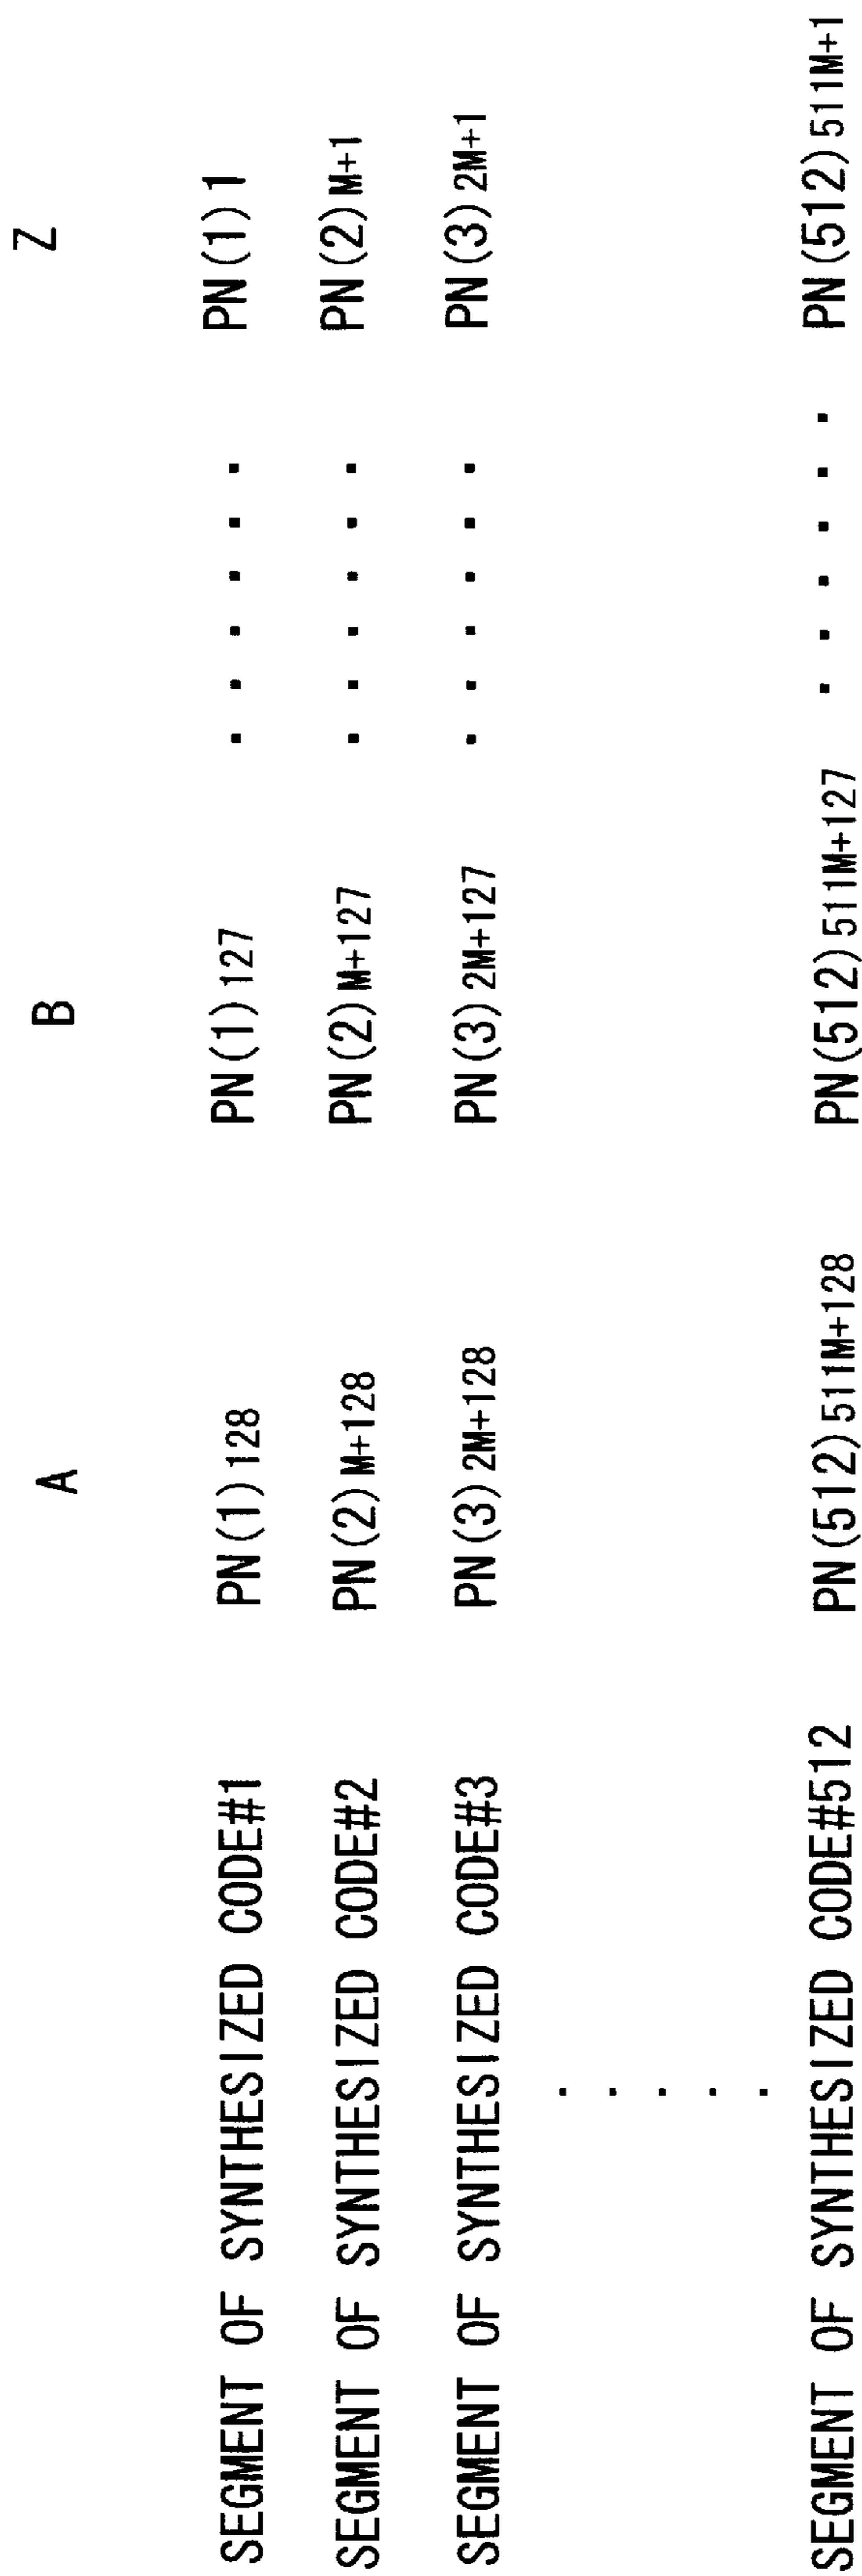 A B Z
SEGMENT OF SYNTHESIZED CODE#1 PN(1)128 PN(1)127 ...... PN(1)1
SEGMENT OF SYNTHESIZED CODE#2 PN(2)M+128 PN(2)M+127 ...... PN(2)M+1
SEGMENT OF SYNTHESIZED CODE#3 PN(3)2M+128 PN(3)2M+127 ...... PN(3)2M+1
.....
SEGMENT OF SYNTHESIZED CODE#512 PN(512)511M+128 PN(512)511M+127 ...... PN(512)511M+1